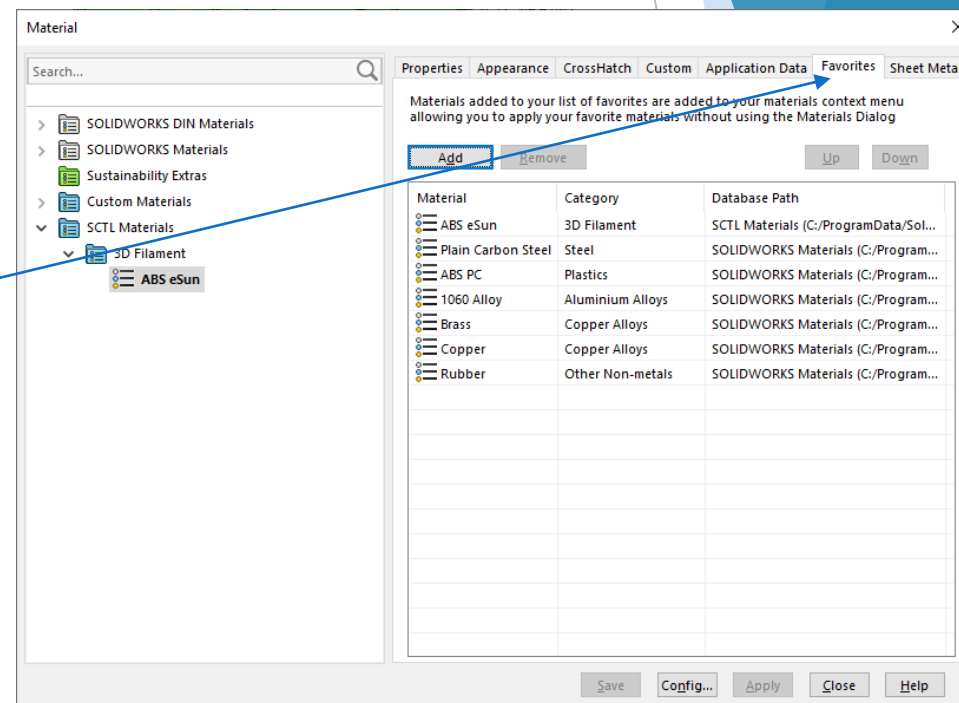 Material
Search...
SOLIDWORKS DIN Materials
SOLIDWORKS Materials
Sustainability Extras
Custom Materials
SCTL Materials
3D Filament
ABS eSun
Properties Appearance CrossHatch Custom Application Data Favorites Sheet Meta
Materials added to your list of favorites are added to your materials context menu
allowing you to apply your favorite materials without using the Materials Dialog
Add Remove Up Down
Material Category Database Path
ABS eSun 3D Filament SCTL Materials (C:/ProgramData/Sol...
Plain Carbon Steel Steel SOLIDWORKS Materials (C:/Program...
ABS PC Plastics SOLIDWORKS Materials (C:/Program...
1060 Alloy Aluminium Alloys SOLIDWORKS Materials (C:/Program...
Brass Copper Alloys SOLIDWORKS Materials (C:/Program...
Copper Copper Alloys SOLIDWORKS Materials (C:/Program...
Rubber Other Non-metals SOLIDWORKS Materials (C:/Program...
Save Config... Apply Close Help